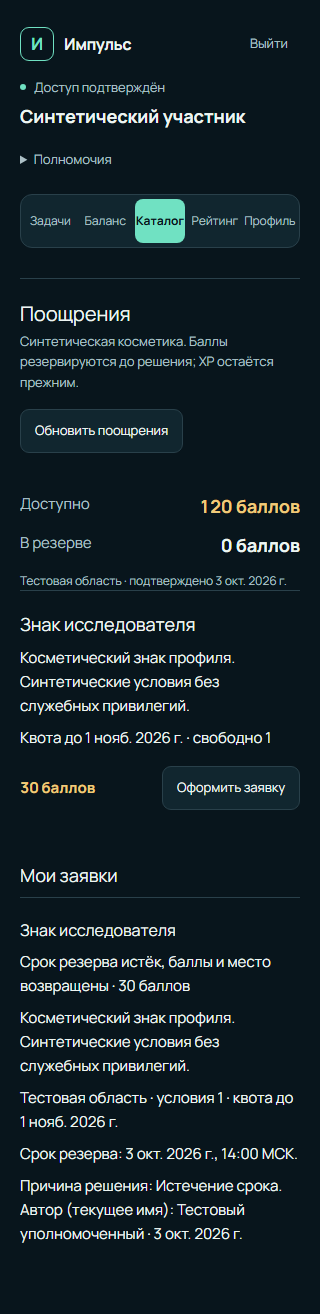 И Импульс Выйти
Доступ подтверждён
Синтетический участник
Полномочия
Задачи Баланс Каталог Рейтинг Профиль
Поощрения
Синтетическая косметика. Баллы
резервируются до решения; XP остаётся
прежним.
Обновить поощрения
Доступно 120 баллов
В резерве 0 баллов
Тестовая область · подтверждено 3 окт. 2026 г.
Знак исследователя
Косметический знак профиля.
Синтетические условия без
служебных привилегий.
Квота до 1 нояб. 2026 г. · свободно 1
30 баллов Оформить заявку
Мои заявки
Знак исследователя
Срок резерва истёк, баллы и место
возвращены · 30 баллов
Косметический знак профиля.
Синтетические условия без
служебных привилегий.
Тестовая область · условия 1 · квота до
1 нояб. 2026 г.
Срок резерва: 3 окт. 2026 г., 14:00 МСК.
Причина решения: Истечение срока.
Автор (текущее имя): Тестовый
уполномоченный · 3 окт. 2026 г.